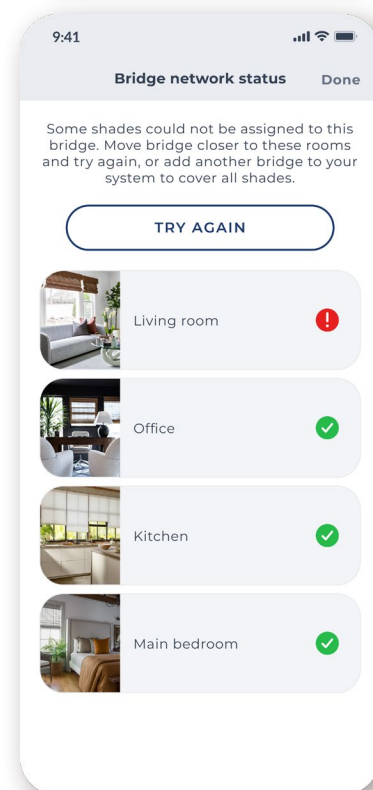 9:41
Bridge network status
Done
Some shades could not be assigned to this
bridge. Move bridge closer to these rooms
and try again, or add another bridge to your
system to cover all shades.
TRY AGAIN
Living room
Office
Kitchen
Main bedroom